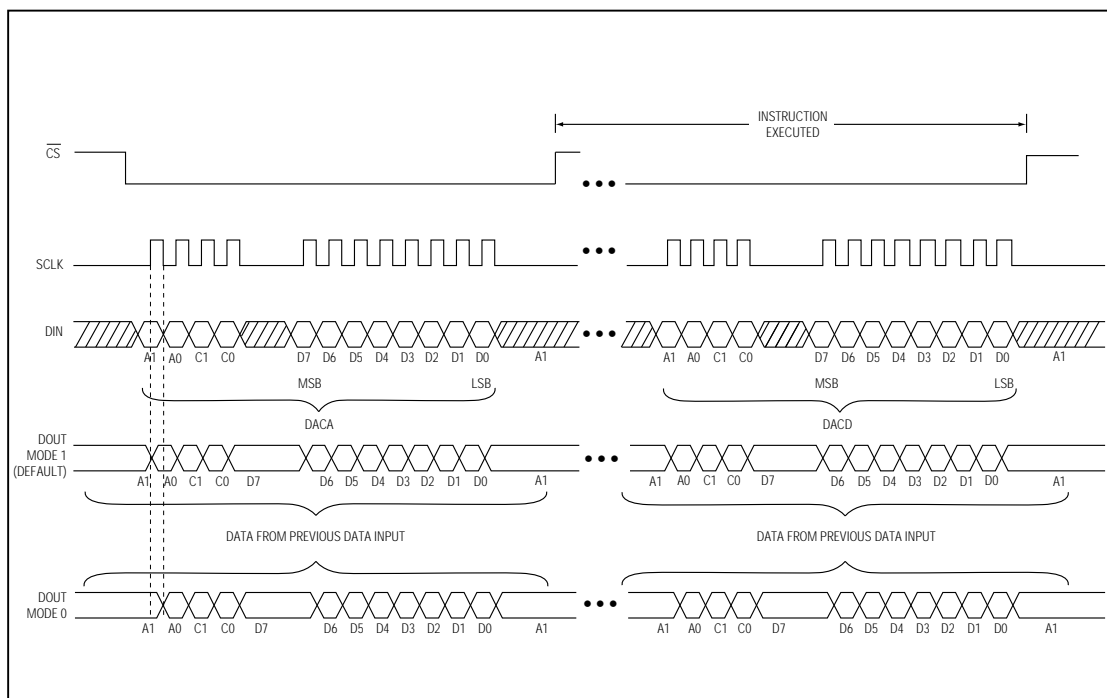 INSTRUCTION
EXECUTED
CS
SCLK
DIN
A1 A0 C1 C0 D7 D6 D5 D4 D3 D2 D1 D0 A1 A1 A0 C1 C0 D7 D6 D5 D4 D3 D2 D1 D0 A1
MSB LSB MSB LSB
DACA DACD
DOUT
MODE 1
(DEFAULT)
A1 A0 C1 C0 D7 D6 D5 D4 D3 D2 D1 D0 A1 A1 A0 C1 C0 D7 D6 D5 D4 D3 D2 D1 D0 A1
DATA FROM PREVIOUS DATA INPUT DATA FROM PREVIOUS DATA INPUT
DOUT
MODE 0
A1 A0 C1 C0 D7 D6 D5 D4 D3 D2 D1 D0 A1 A1 A0 C1 C0 D7 D6 D5 D4 D3 D2 D1 D0 A1